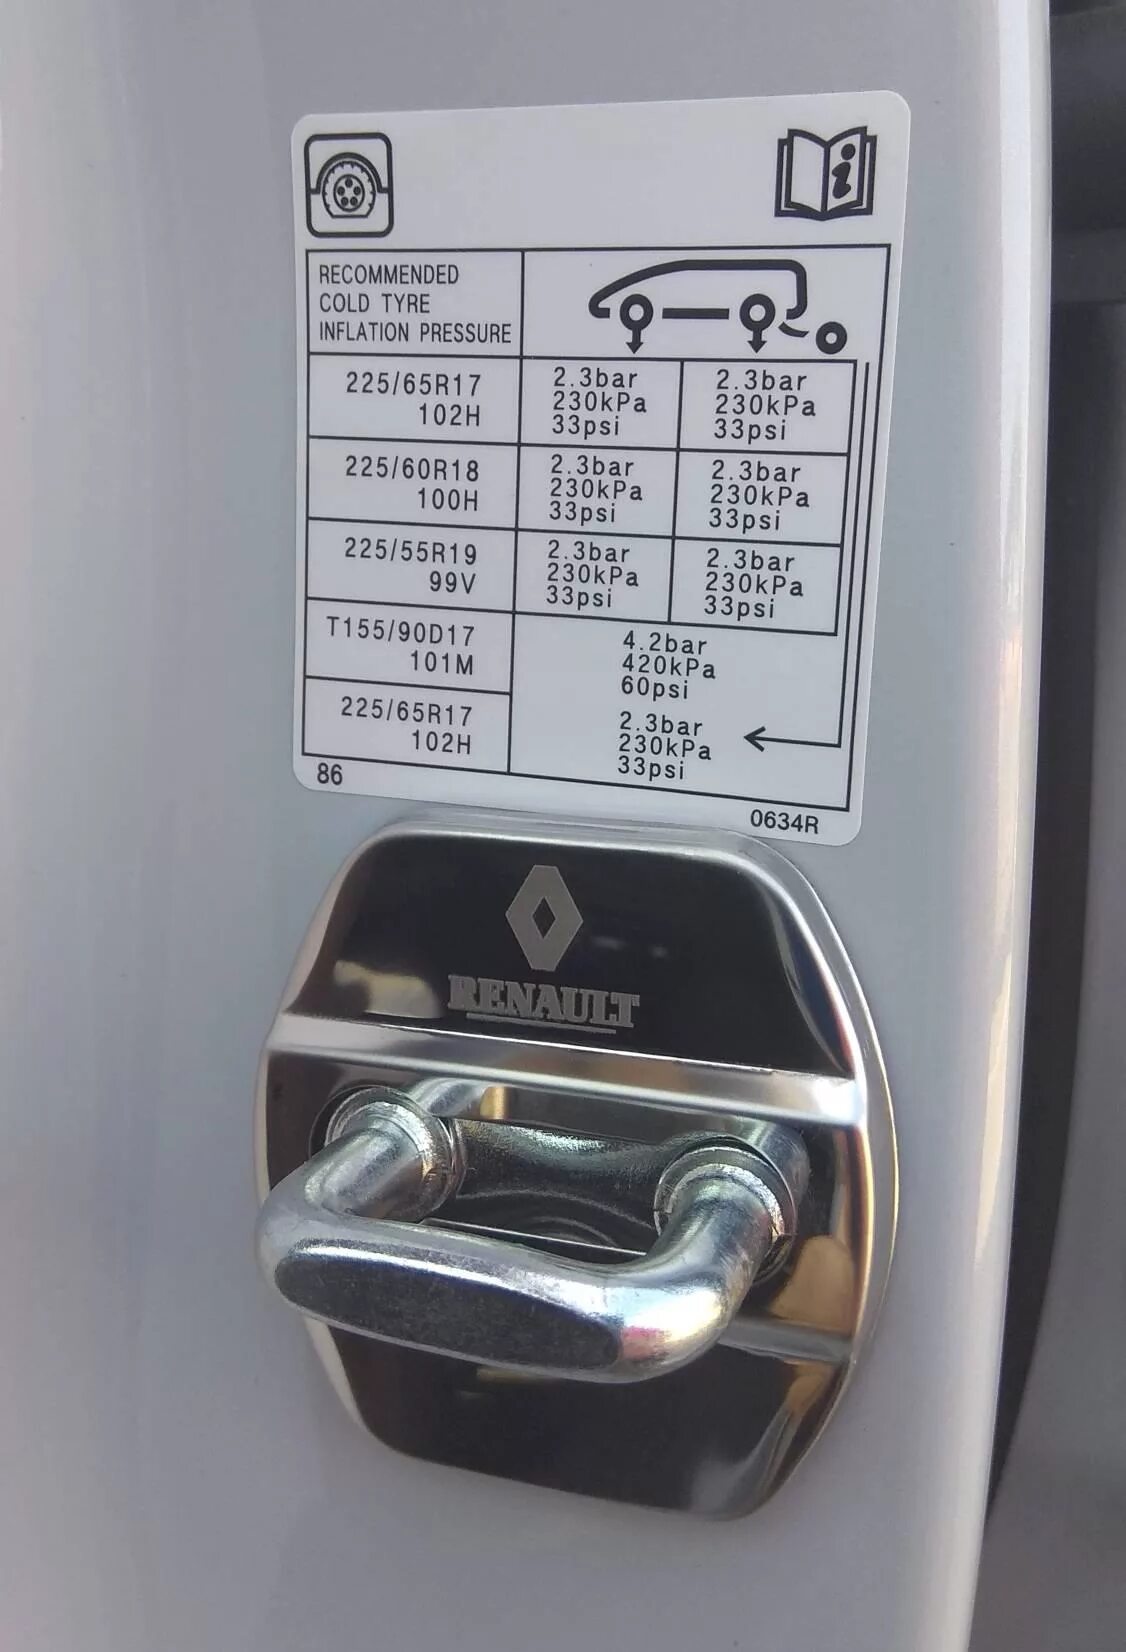 RECOMMENDED
COLD TYRE
INFLATION PRESSURE
225/65R17
102H
2.3bar
230kPa
33psi
2.3bar
230kPa
33psi
225/60R18
100H
2.3bar
230kPa
33psi
2.3bar
230kPa
33psi
225/55R19
99V
2.3bar
230kPa
33psi
2.3bar
230kPa
33psi
T155/90D17
101M
4.2bar
420kPa
60psi
225/65R17
102H
2.3bar
230kPa
33psi
86
0634R
RENAULT